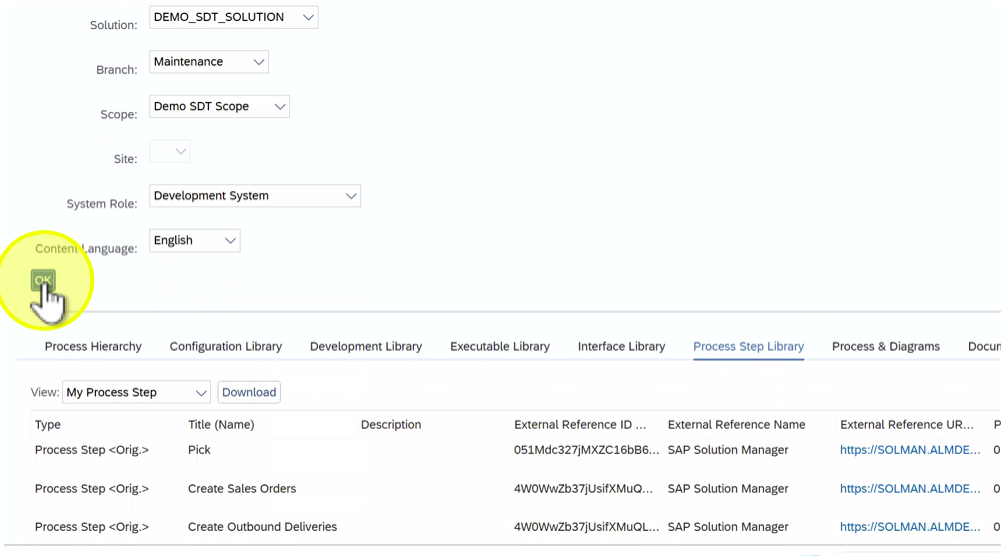 Solution: DEMO_SDT_SOLUTION
Branch: Maintenance
Scope: Demo SDT Scope
Site:
System Role: Development System
Content Language: English
OK
Process Hierarchy Configuration Library Development Library Executable Library Interface Library Process Step Library Process & Diagrams Docum
View: My Process Step Download
Type Title (Name) Description External Reference ID ... External Reference Name External Reference UR... P
Process Step <Orig.> Pick 051Mdc327jMXZC16bB6... SAP Solution Manager https://SOLMAN.ALMDE... 0
Process Step <Orig.> Create Sales Orders 4W0WwZb37jUsifXMuQ... SAP Solution Manager https://SOLMAN.ALMDE... 0
Process Step <Orig.> Create Outbound Deliveries 4W0WwZb37jUsifXMuQL... SAP Solution Manager https://SOLMAN.ALMDE... 0